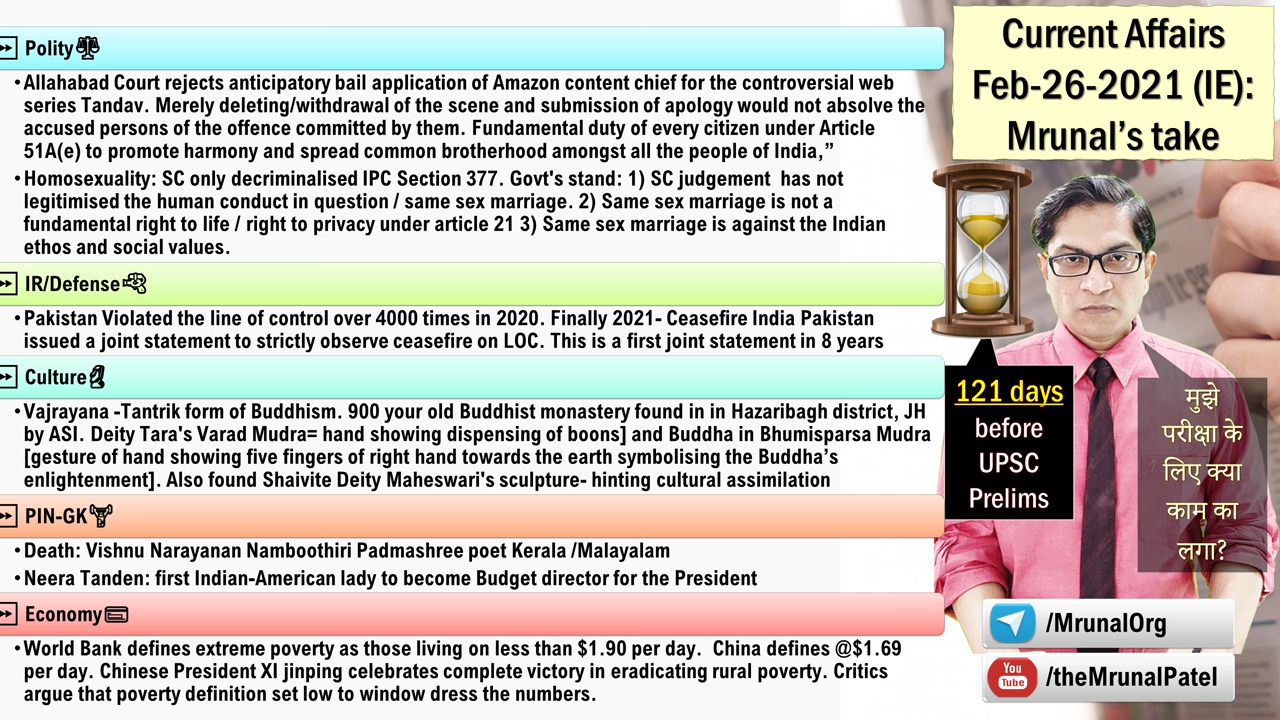 Current Affairs
Feb-26-2021 (IE):
Mrunal's take
Polity
•Allahabad Court rejects anticipatory bail application of Amazon content chief for the controversial web
series Tandav. Merely deleting/withdrawal of the scene and submission of apology would not absolve the
accused persons of the offence committed by them. Fundamental duty of every citizen under Article
51A(e) to promote harmony and spread common brotherhood amongst all the people of India,”
•Homosexuality: SC only decriminalised IPC Section 377. Govt's stand: 1) SC judgement has not
legitimised the human conduct in question / same sex marriage. 2) Same sex marriage is not a
fundamental right to life / right to privacy under article 21 3) Same sex marriage is against the Indian
ethos and social values.
IR/Defense
•Pakistan Violated the line of control over 4000 times in 2020. Finally 2021- Ceasefire India Pakistan
issued a joint statement to strictly observe ceasefire on LOC. This is a first joint statement in 8 years
Culture
•Vajrayana -Tantrik form of Buddhism. 900 your old Buddhist monastery found in in Hazaribagh district, JH
by ASI. Deity Tara's Varad Mudra= hand showing dispensing of boons] and Buddha in Bhumisparsa Mudra
[gesture of hand showing five fingers of right hand towards the earth symbolising the Buddha's
enlightenment]. Also found Shaivite Deity Maheswari's sculpture- hinting cultural assimilation
PIN-GK
•Death: Vishnu Narayanan Namboothiri Padmashree poet Kerala /Malayalam
•Neera Tanden: first Indian-American lady to become Budget director for the President
Economy
•World Bank defines extreme poverty as those living on less than $1.90 per day. China defines @$1.69
per day. Chinese President XI jinping celebrates complete victory in eradicating rural poverty. Critics
argue that poverty definition set low to window dress the numbers.
121 days
before
UPSC
Prelims
मुझे
परीक्षा के
लिए क्या
काम का
लगा?
/MrunalOrg
You
Tube
/theMrunalPatel